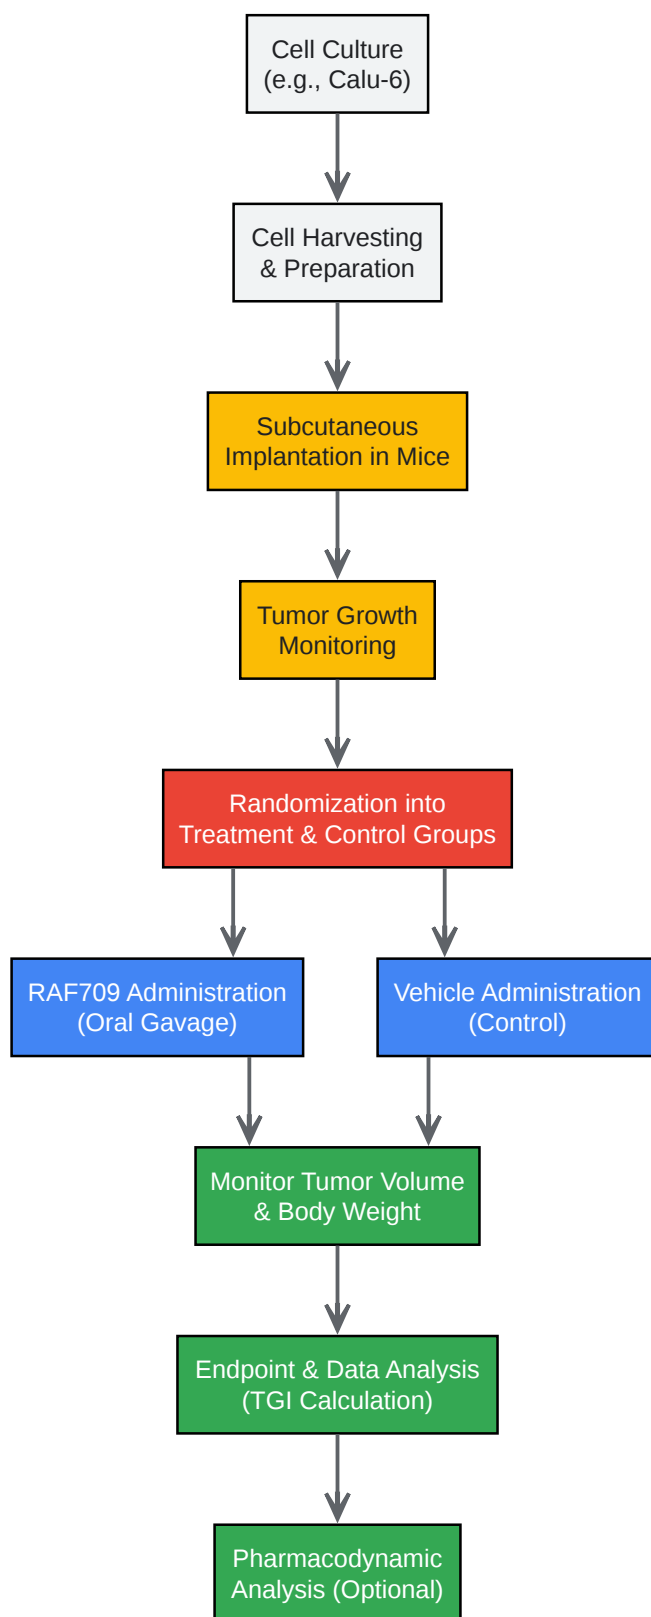 Cell Culture
(e.g., Calu-6)
Cell Harvesting
& Preparation
Subcutaneous
Implantation in Mice
Tumor Growth
Monitoring
Randomization into
Treatment & Control Groups
RAF709 Administration
(Oral Gavage)
Vehicle Administration
(Control)
Monitor Tumor Volume
& Body Weight
Endpoint & Data Analysis
(TGI Calculation)
Pharmacodynamic
Analysis (Optional)